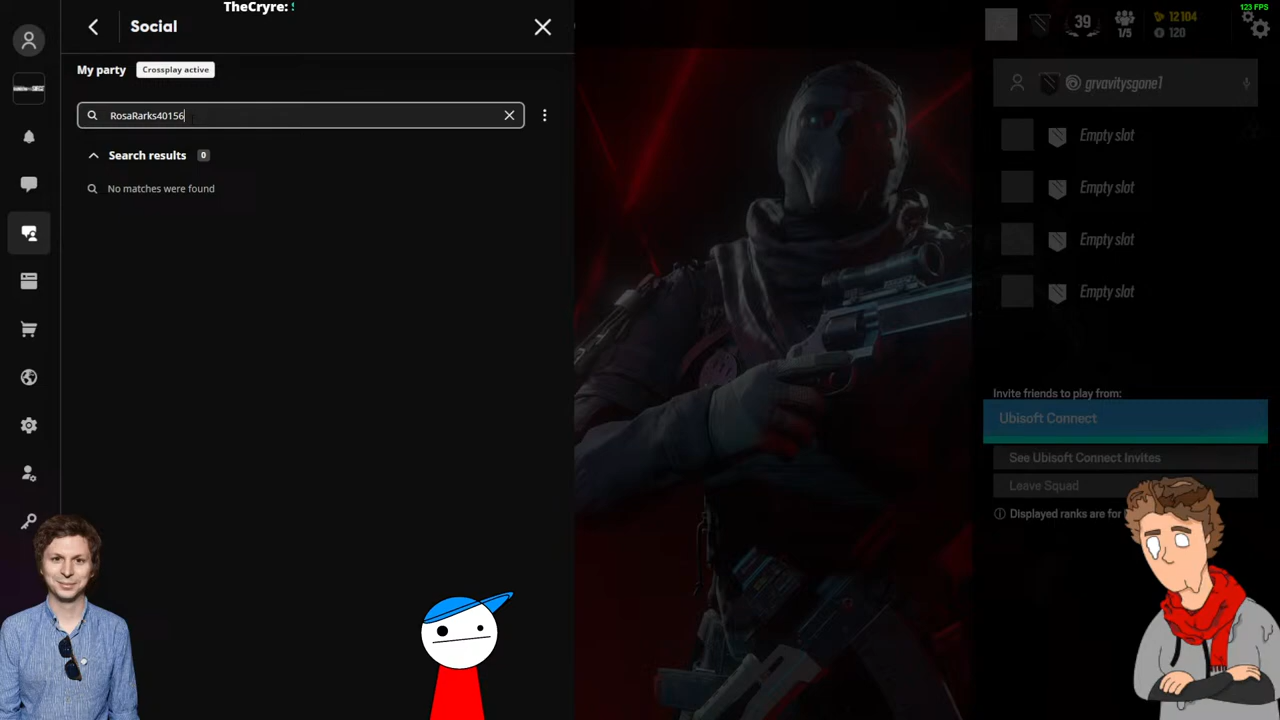 TheCryre:
123 FPS
Social
39
1/5
12 104
120
My party
Crossplay active
grvavitysgone1
RosaRarks40156
Empty slot
Search results 0
No matches were found
Empty slot
Empty slot
Empty slot
Invite friends to play from:
Ubisoft Connect
See Ubisoft Connect Invites
Leave Squad
Displayed ranks are for